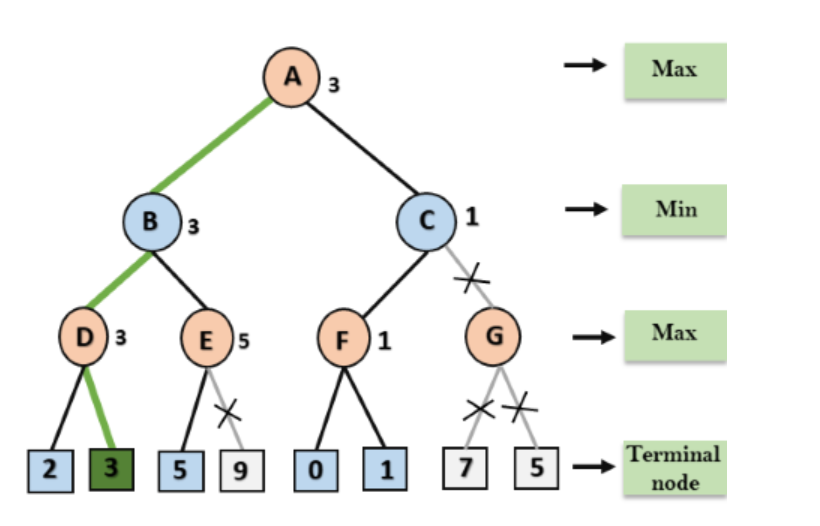 A 3 Max
B 3 C 1 Min
D 3 E 5 F 1 G Max
2 3 5 9 0 1 7 5 Terminal
node